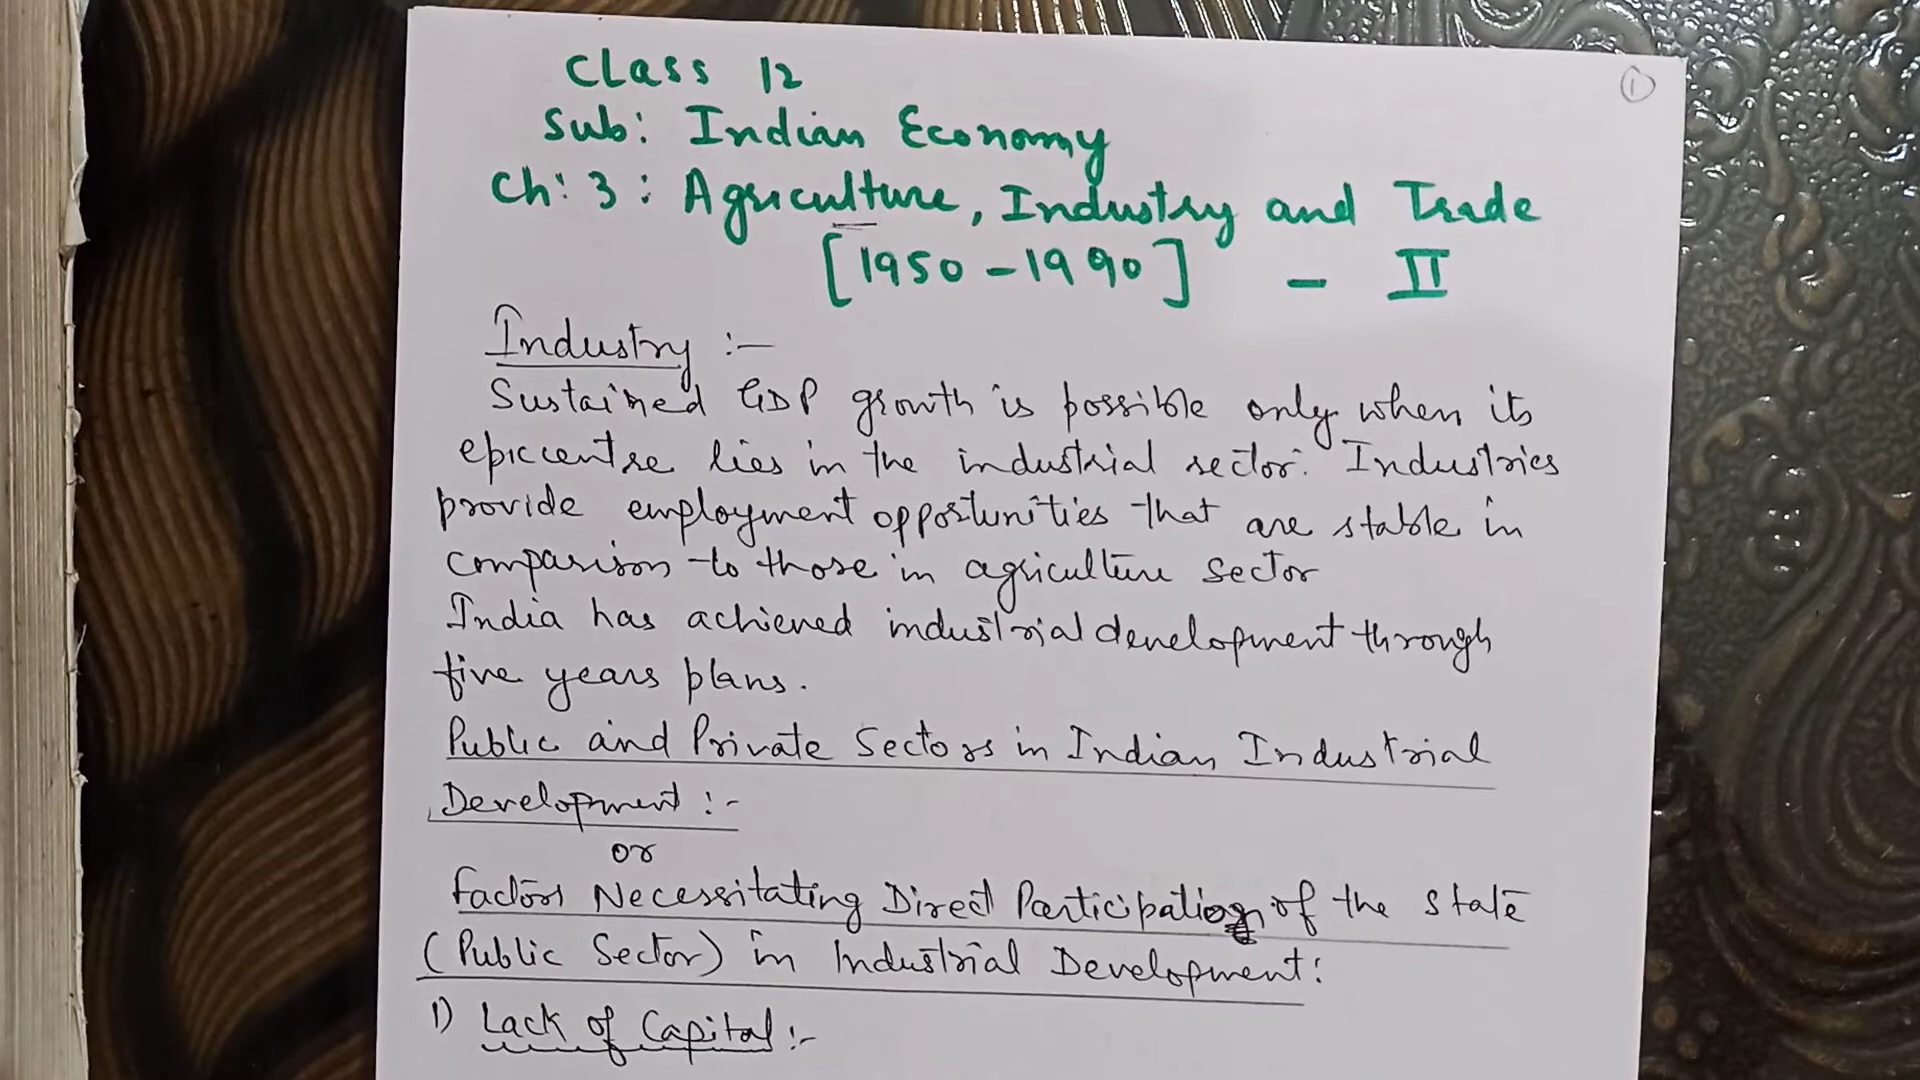 Class 12
①
Sub: Indian Economy
Ch: 3: Agriculture, Industry and Trade
[1950-1990] - II
Industry :-
Sustained GDP growth is possible only when its
epiccentre lies in the industrial sector. Industries
provide employment opportunities that are stable in
comparison to those in agriculture sector
India has achieved industrial development through
five years plans.
Public and Private Sectors in Indian Industrial
Development :-
or
Factors Necessitating Direct Participation of the state
(Public Sector) in Industrial Development:
1) Lack of Capital :-